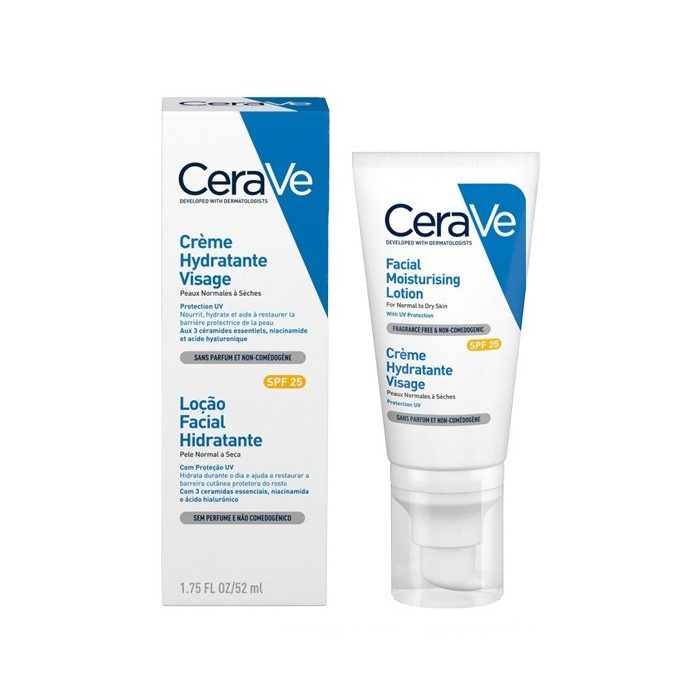 CeraVe
DEVELOPED WITH DERMATOLOGISTS
Crème
Hydratante
Visage
Peaux Normales à Sèches
Protection UV
Nourrit, hydrate et aide à restaurer la
barrière protectrice de la peau
Aux 3 céramides essentiels, niacinamide
et acide hyaluronique
SANS PARFUM ET NON-COMÉDOGÈNE
SPF 25
Loção
Facial
Hidratante
Pele Normal a Seca
Com Proteção UV
Hidrata durante o dia e ajuda a restaurar a
barreira cutânea protetora do rosto
Com 3 ceramidas essenciais, niacinamida
e ácido hialurónico
SEM PERFUME E NÃO COMEDOGÉNICO
1.75 FL OZ/52 ml
CeraVe
DEVELOPED WITH DERMATOLOGISTS
Facial
Moisturising
Lotion
For Normal to Dry Skin
With UV Protection
FRAGRANCE FREE & NON-COMEDOGENIC
SPF 25
Crème
Hydratante
Visage
Peaux Normales à Sèches
Protection UV
SANS PARFUM ET NON-COMÉDOGÈNE
CeraVe